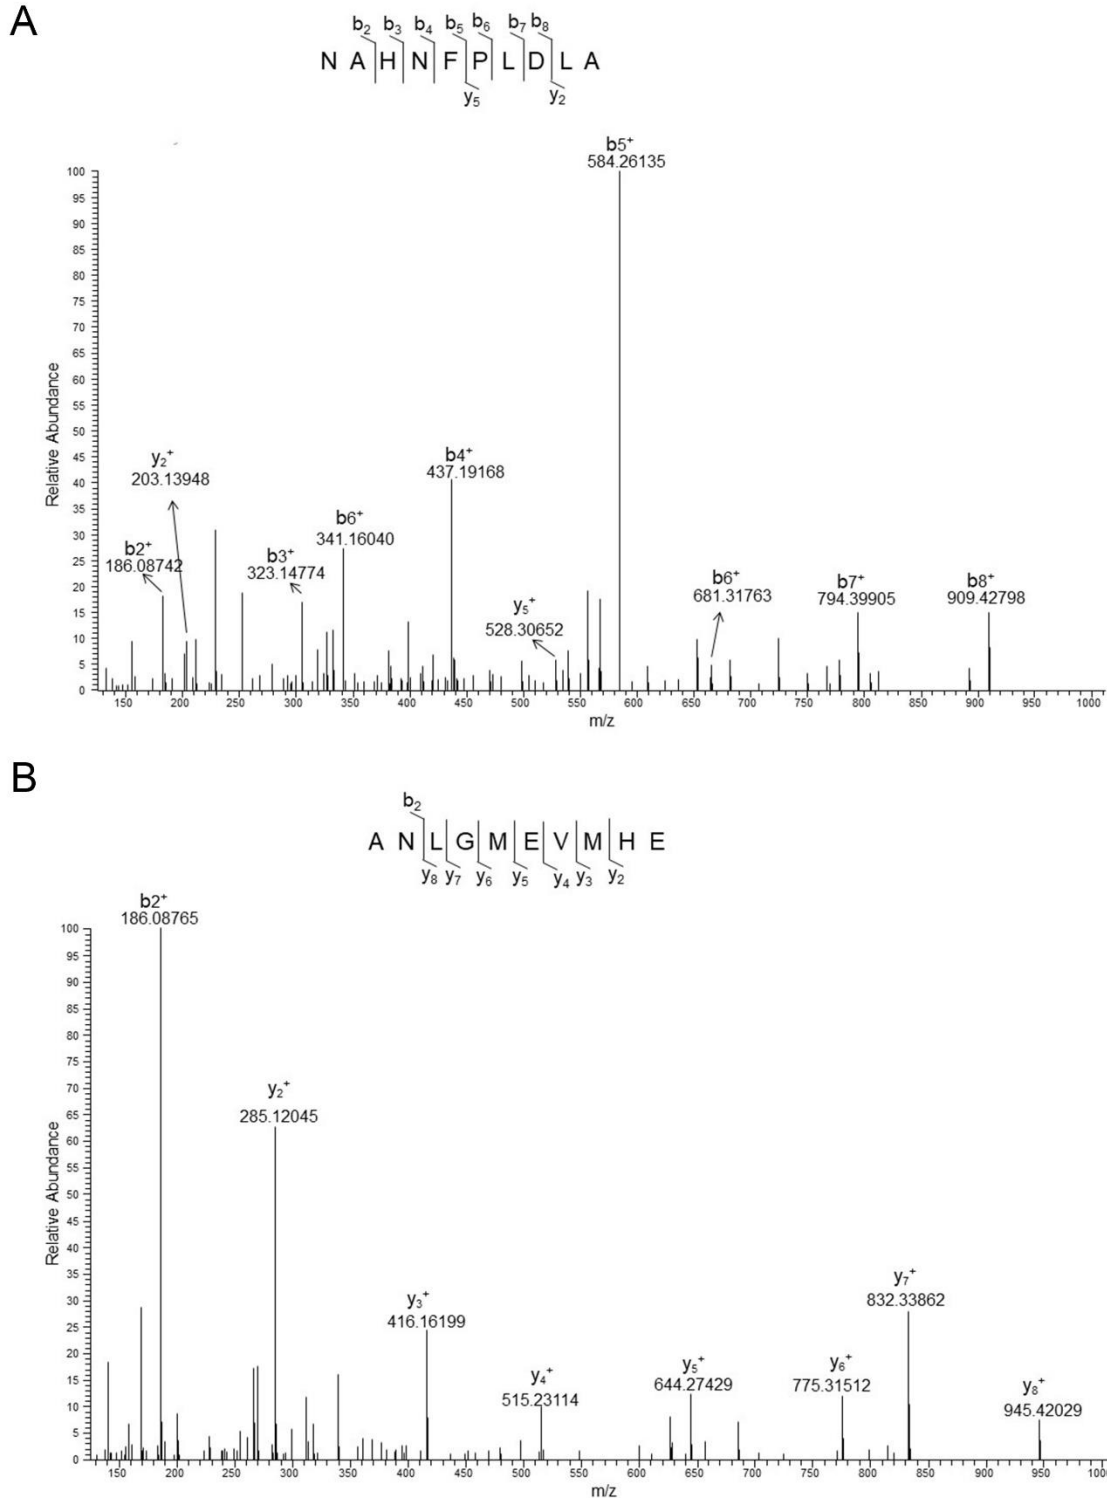 A
b2 b3 b4 b5 b6 b7 b8
N A H N F P L D L A
y5 y2
b5+
584.26135
100
95
90
85
80
75
70
65
60
55
50
45
40
35
30
25
20
15
10
5
0
Relative Abundance
y2+
203.13948
b2+
186.08742
b3+
323.14774
b6+
341.16040
b4+
437.19168
y5+
528.30652
b6+
681.31763
b7+
794.39905
b8+
909.42798
150 200 250 300 350 400 450 500 550 600 650 700 750 800 850 900 950 1000
m/z
B
b2
A N L G M E V M H E
y8 y7 y6 y5 y4 y3 y2
b2+
186.08765
100
95
90
85
80
75
70
65
60
55
50
45
40
35
30
25
20
15
10
5
0
Relative Abundance
y2+
285.12045
y3+
416.16199
y4+
515.23114
y5+
644.27429
y6+
775.31512
y7+
832.33862
y8+
945.42029
150 200 250 300 350 400 450 500 550 600 650 700 750 800 850 900 950 1000
m/z